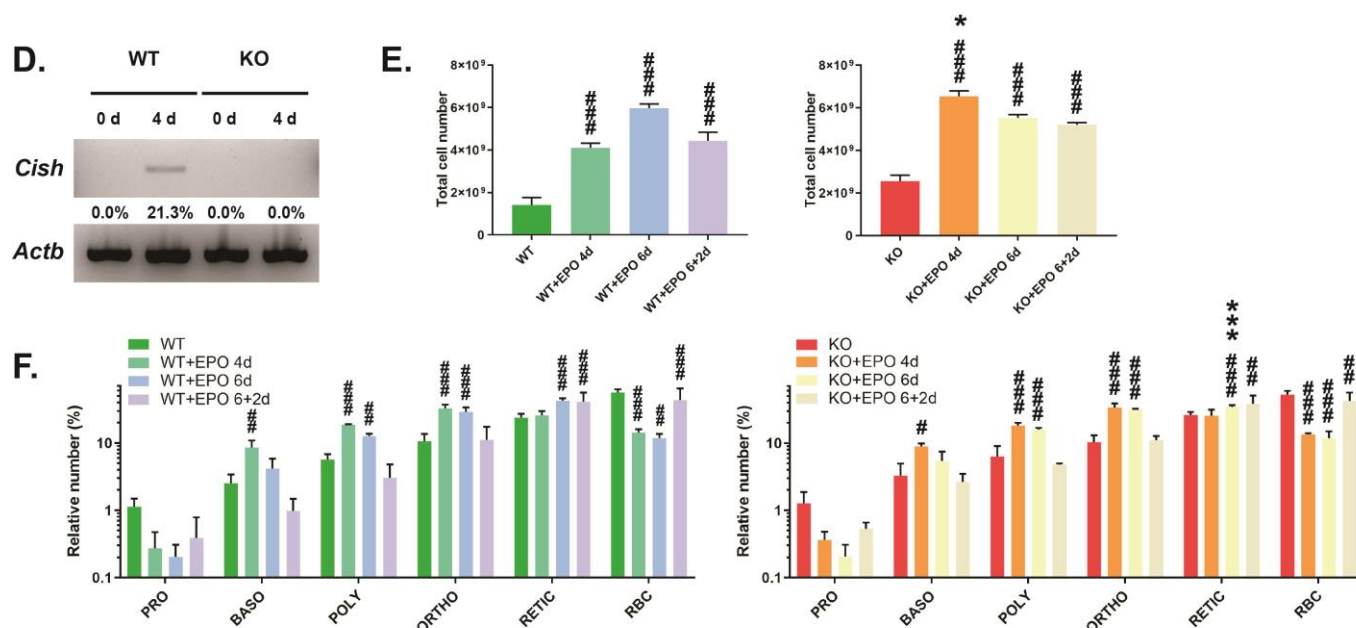 D.
WT
KO
0 d
4 d
0 d
4 d
Cish
0.0%
21.3%
0.0%
0.0%
Actb
E.
Total cell number
8×10⁹
6×10⁹
4×10⁹
2×10⁹
0
###
###
###
WT
WT+EPO 4d
WT+EPO 6d
WT+EPO 6+2d
Total cell number
8×10⁹
6×10⁹
4×10⁹
2×10⁹
0
*
###
###
###
KO
KO+EPO 4d
KO+EPO 6d
KO+EPO 6+2d
F.
WT
WT+EPO 4d
WT+EPO 6d
WT+EPO 6+2d
Relative number (%)
10
1
0.1
##
###
##
###
###
###
###
###
##
###
PRO
BASO
POLY
ORTHO
RETIC
RBC
KO
KO+EPO 4d
KO+EPO 6d
KO+EPO 6+2d
Relative number (%)
10
1
0.1
#
###
###
###
###
***
###
##
###
###
##
PRO
BASO
POLY
ORTHO
RETIC
RBC